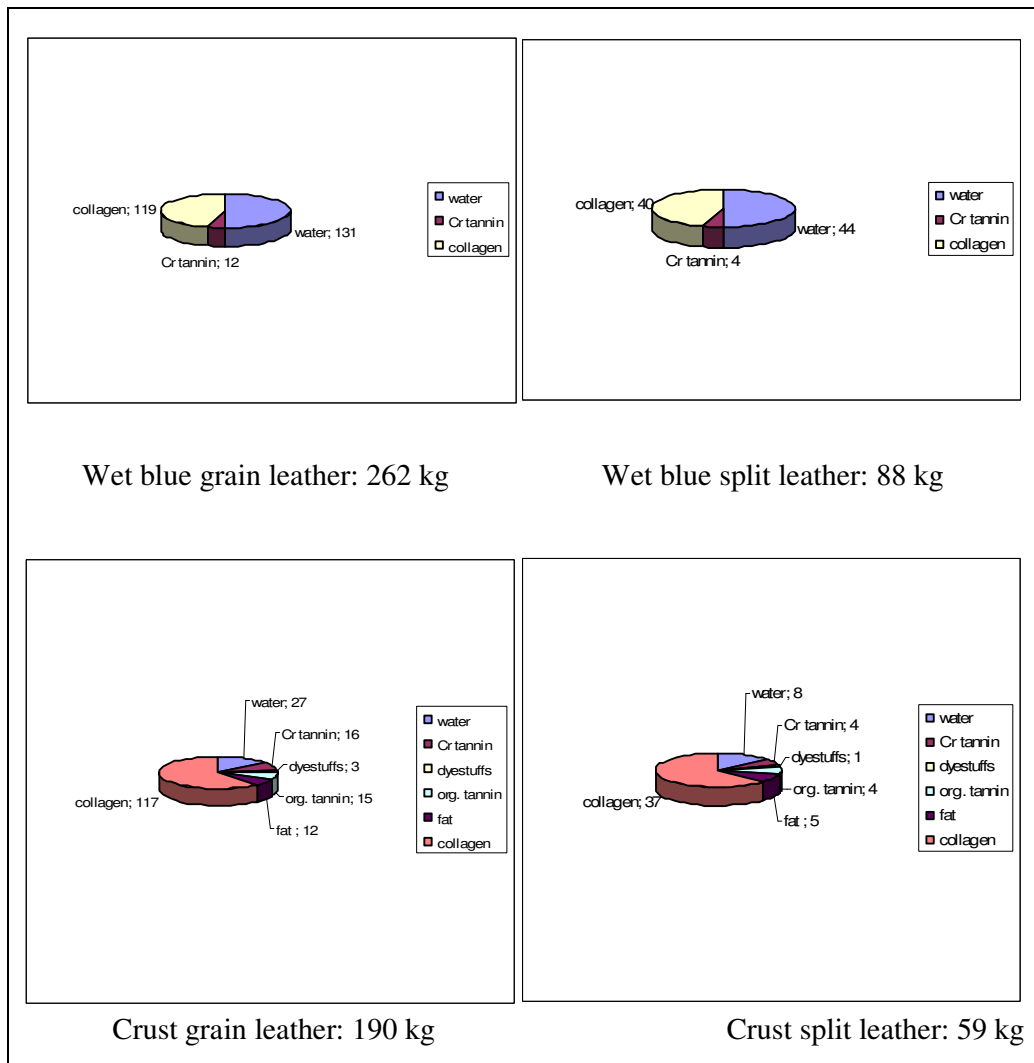 collagen; 119
water; 131
Cr tannin; 12
water
Cr tannin
collagen
collagen; 40
water; 44
Cr tannin; 4
water
Cr tannin
collagen
Wet blue grain leather: 262 kg
Wet blue split leather: 88 kg
water; 27
Cr tannin; 16
dyestuffs; 3
org. tannin; 15
fat ; 12
collagen; 117
water
Cr tannin
dyestuffs
org. tannin
fat
collagen
water; 8
Cr tannin; 4
dyestuffs; 1
org. tannin; 4
fat ; 5
collagen; 37
water
Cr tannin
dyestuffs
org. tannin
fat
collagen
Crust grain leather: 190 kg
Crust split leather: 59 kg